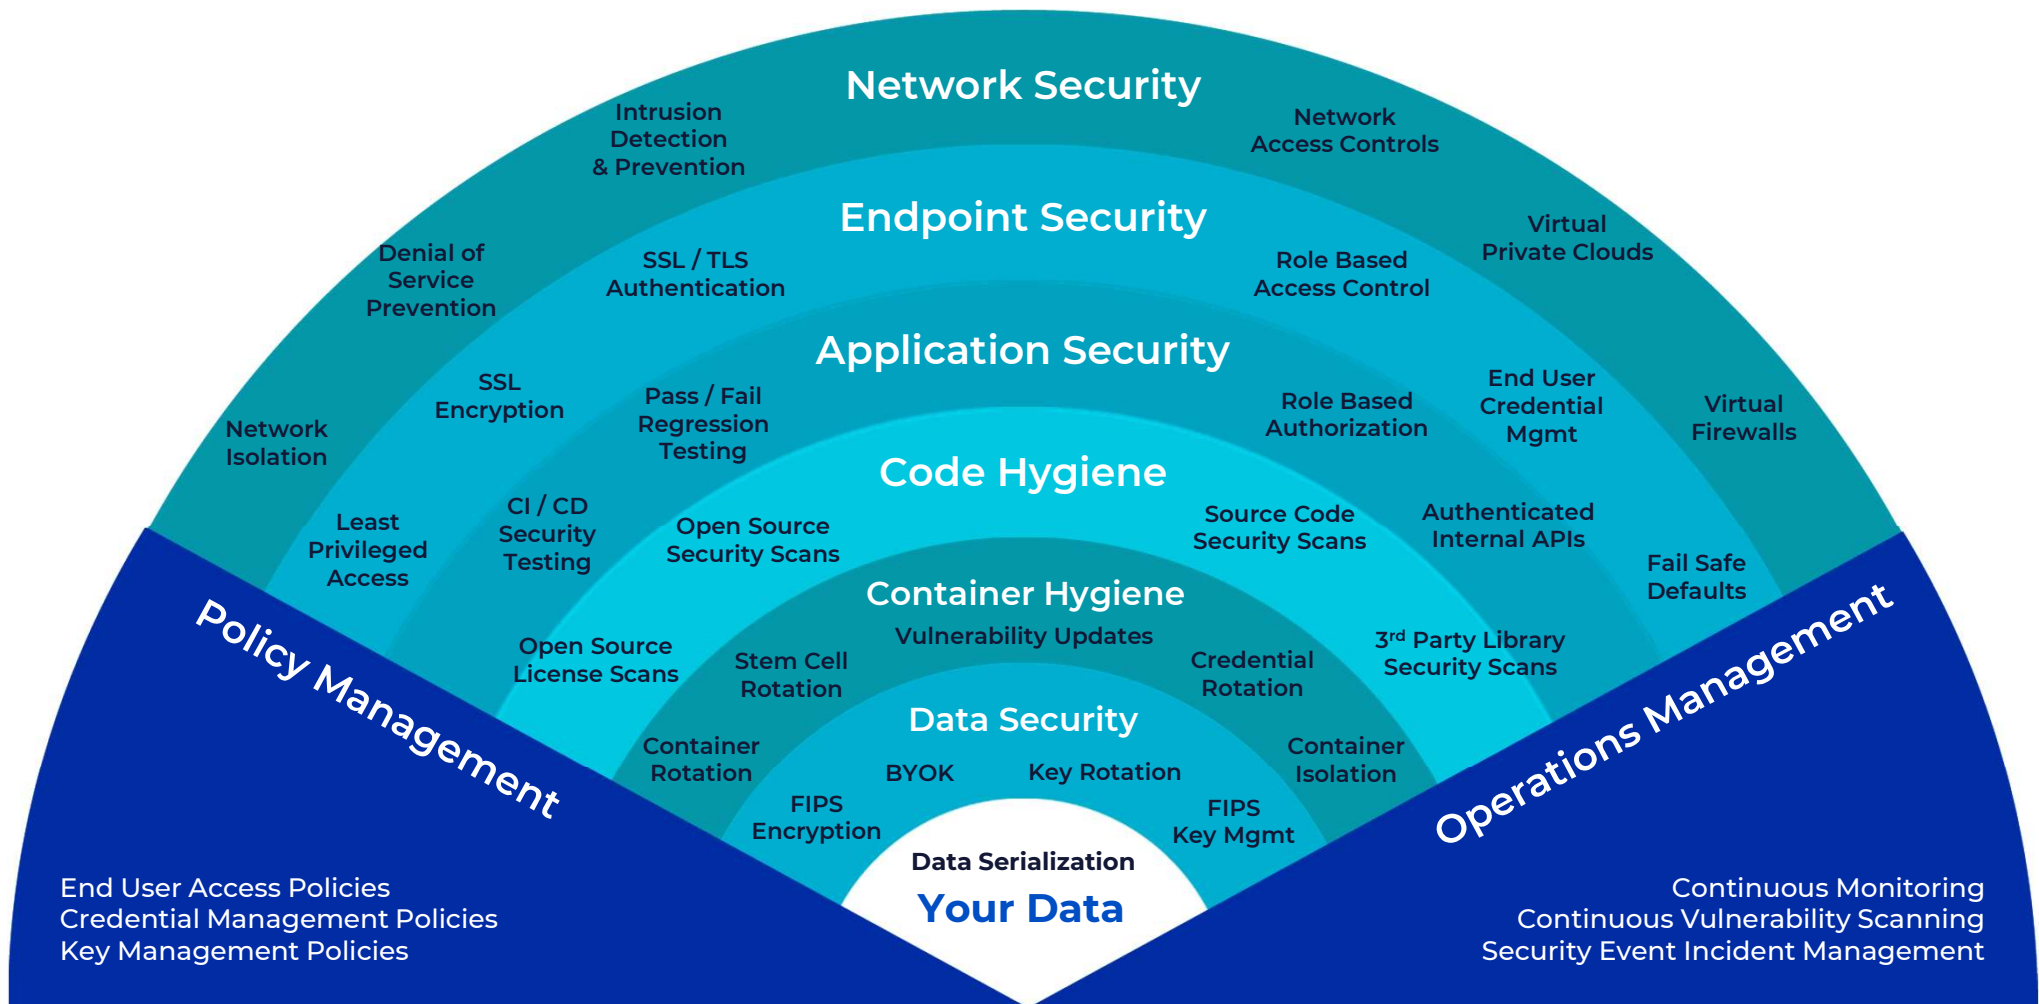 Network Security
Intrusion
Detection
& Prevention
Network
Access Controls
Denial of
Service
Prevention
Virtual
Private Clouds
Network
Isolation
Virtual
Firewalls
Endpoint Security
SSL / TLS
Authentication
Role Based
Access Control
SSL
Encryption
End User
Credential
Mgmt
Least
Privileged
Access
Fail Safe
Defaults
Application Security
Pass / Fail
Regression
Testing
Role Based
Authorization
CI / CD
Security
Testing
Authenticated
Internal APIs
Code Hygiene
Open Source
Security Scans
Source Code
Security Scans
Open Source
License Scans
3rd Party Library
Security Scans
Container Hygiene
Vulnerability Updates
Stem Cell
Rotation
Credential
Rotation
Container
Rotation
Container
Isolation
Data Security
BYOK
Key Rotation
FIPS
Encryption
FIPS
Key Mgmt
Data Serialization
Your Data
Policy Management
End User Access Policies
Credential Management Policies
Key Management Policies
Operations Management
Continuous Monitoring
Continuous Vulnerability Scanning
Security Event Incident Management